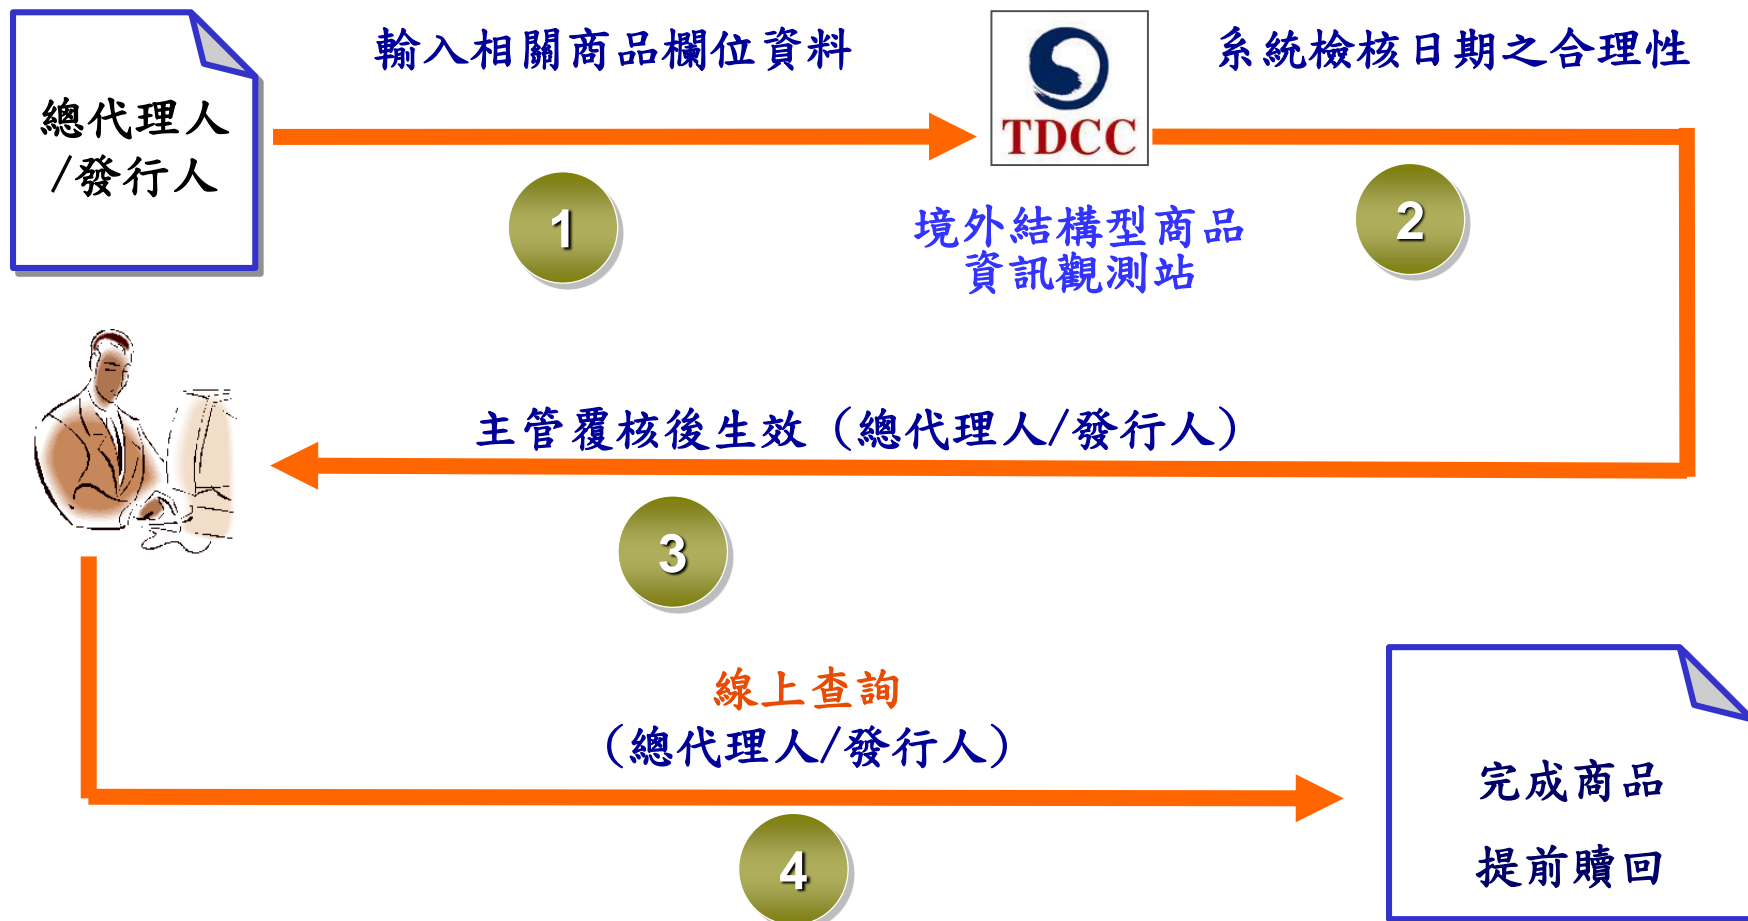 總代理人
/發行人
輸入相關商品欄位資料
1
TDCC
境外結構型商品
資訊觀測站
系統檢核日期之合理性
2
主管覆核後生效（總代理人/發行人）
3
線上查詢
（總代理人/發行人）
4
完成商品
提前贖回